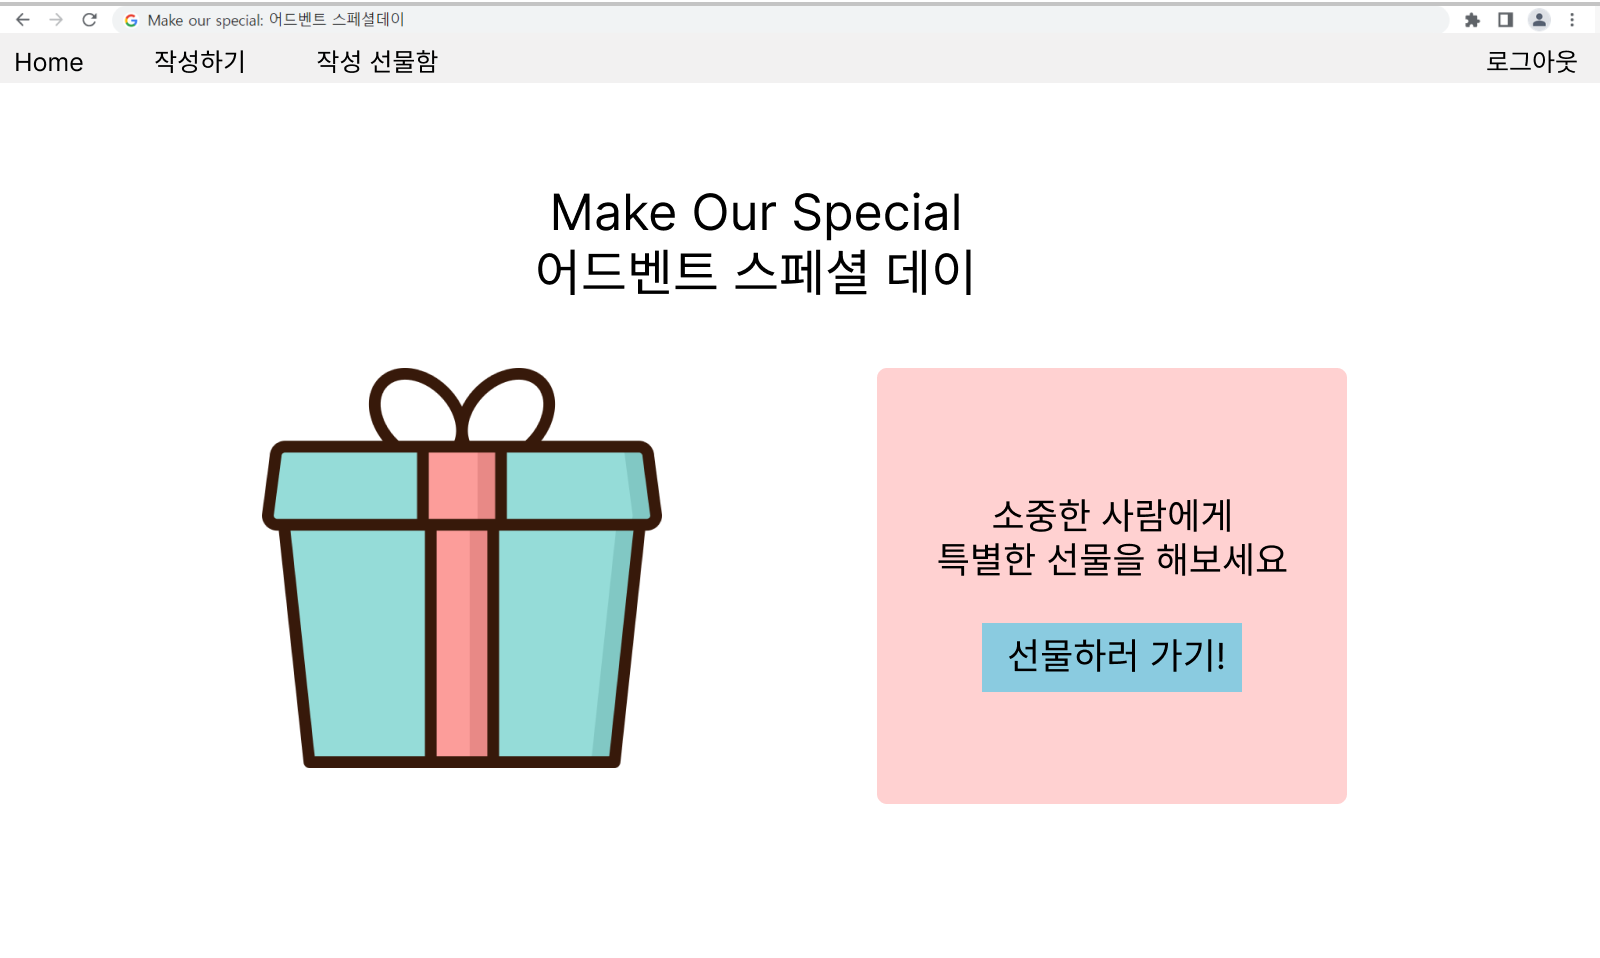 Make our special: 어드벤트 스페셜데이
Home 작성하기 작성 선물함 로그아웃
Make Our Special
어드벤트 스페셜 데이
소중한 사람에게
특별한 선물을 해보세요
선물하러 가기!